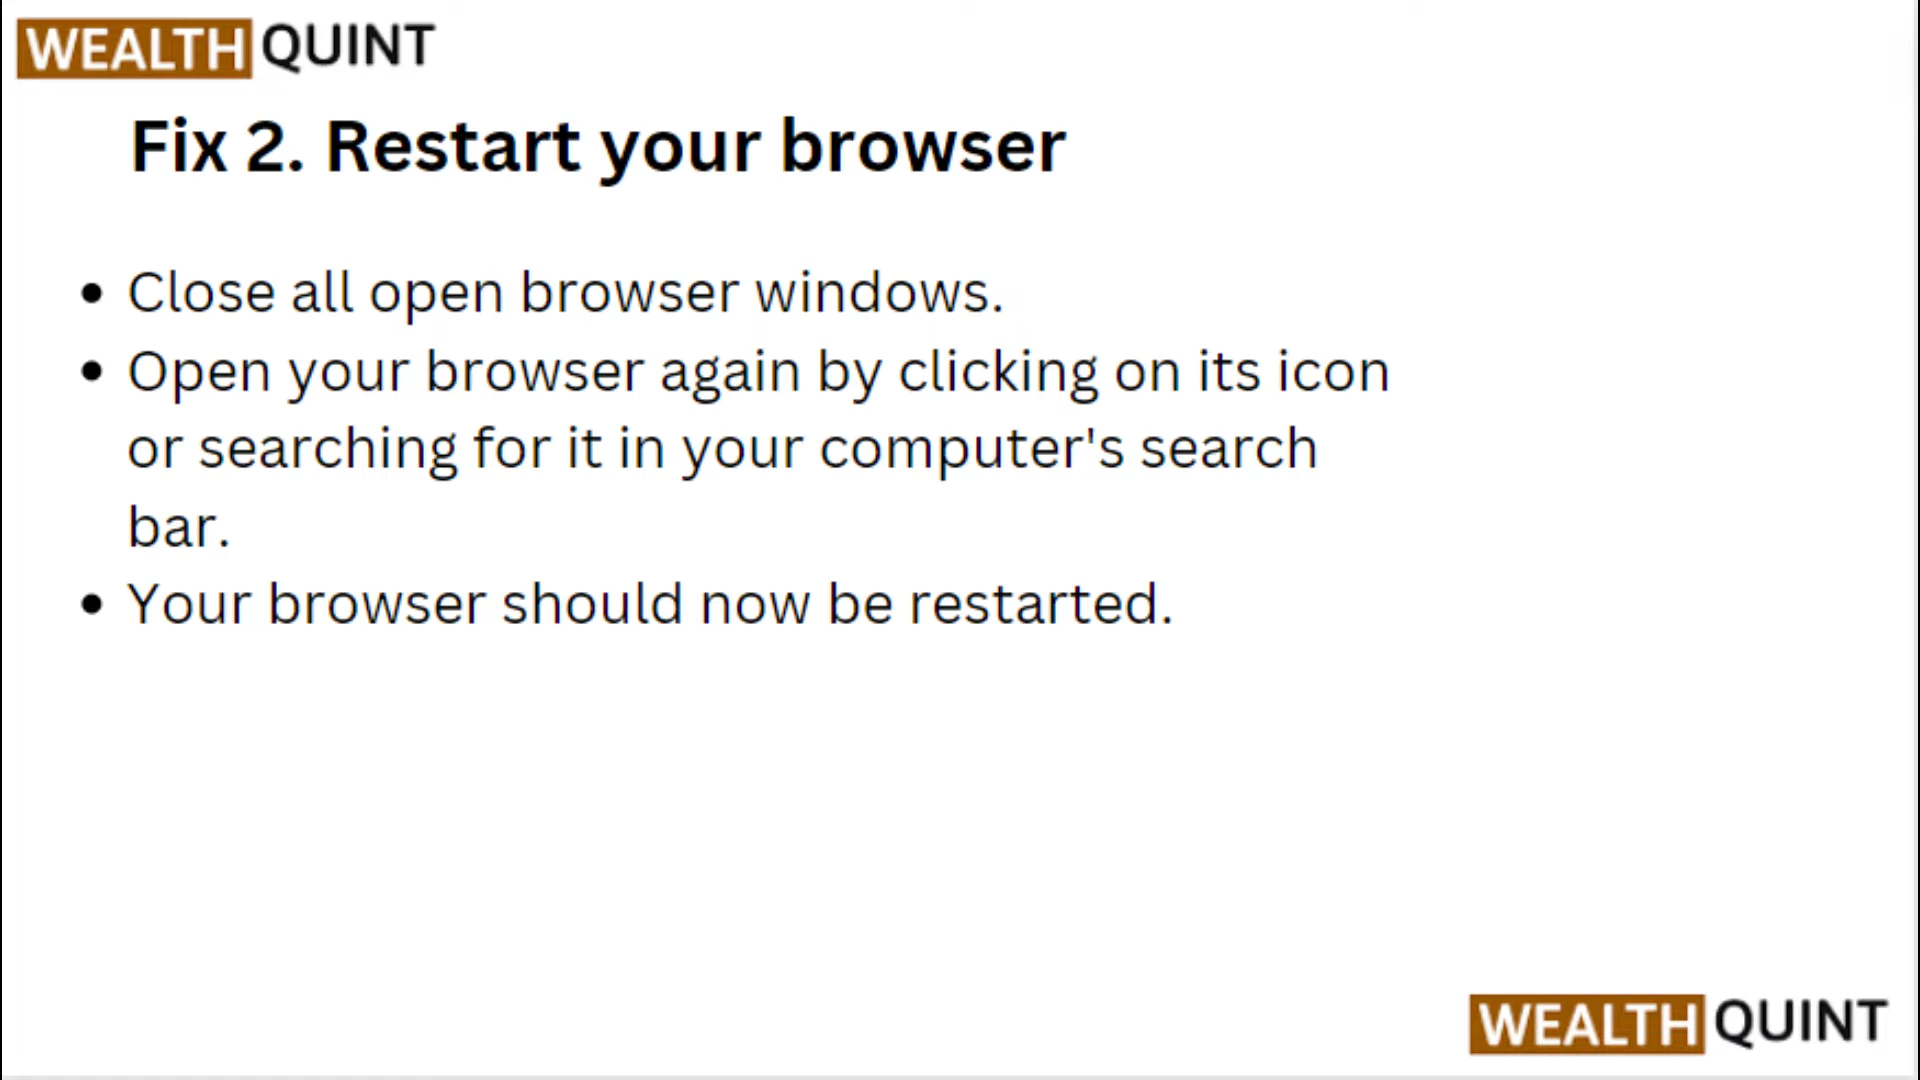 WEALTH QUINT
Fix 2. Restart your browser
• Close all open browser windows.
• Open your browser again by clicking on its icon
or searching for it in your computer's search
bar.
• Your browser should now be restarted.
WEALTH QUINT